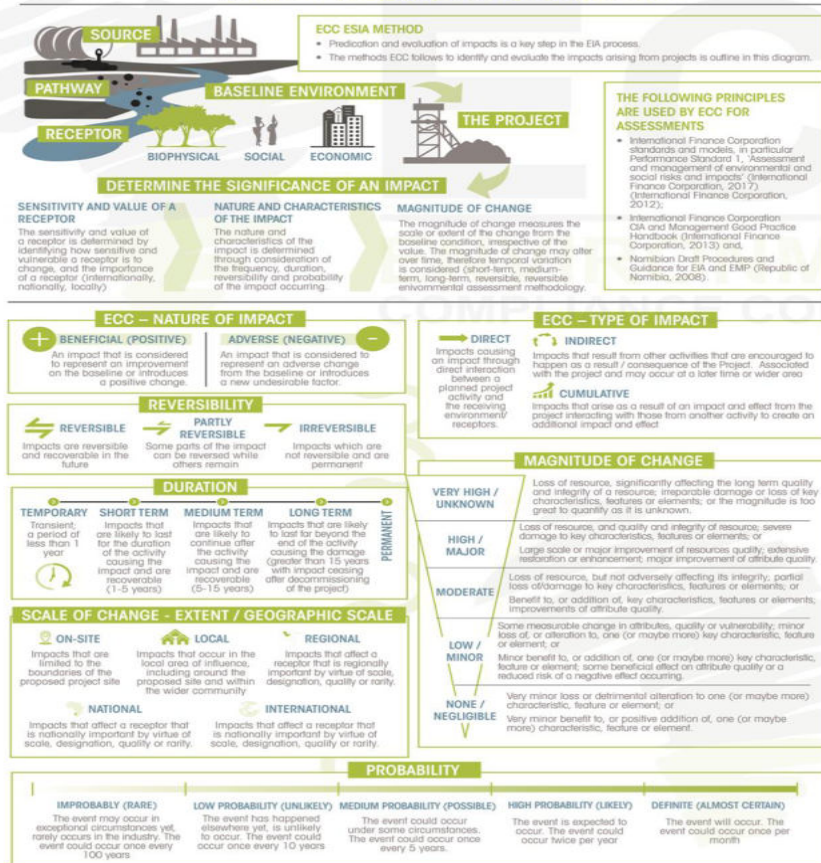 SOURCE
PATHWAY
RECEPTOR
BASELINE ENVIRONMENT
BIOPHYSICAL
SOCIAL
ECONOMIC
THE PROJECT
ECC ESIA METHOD
• Predication and evaluation of impacts is a key step in the EIA process.
• The methods ECC follows to identify and evaluate the impacts arising from projects is outline in this diagram.
THE FOLLOWING PRINCIPLES
ARE USED BY ECC FOR
ASSESSMENTS
• International Finance Corporation
standards and models, in particular
Performance Standard 1, 'Assessment
and management of environmental and
social risks and impacts' (International
Finance Corporation, 2017)
(International Finance Corporation,
2012);
• International Finance Corporation
CIA and Management Good Practice
Handbook (International Finance
Corporation, 2013) and,
• Namibian Draft Procedures and
Guidance for EIA and EMP (Republic of
Namibia, 2008).
DETERMINE THE SIGNIFICANCE OF AN IMPACT
SENSITIVITY AND VALUE OF A
RECEPTOR
The sensitivity and value of
a receptor is determined by
identifying how sensitive and
vulnerable a receptor is to
change, and the importance
of a receptor (internationally,
nationally, locally)
NATURE AND CHARACTERISTICS
OF THE IMPACT
The nature and
characteristics of the
impact is determined
through consideration of
the frequency, duration,
reversibility and probability
of the impact occurring.
MAGNITUDE OF CHANGE
The magnitude of change measures the
scale or extent of the change from the
baseline condition, irrespective of the
value. The magnitude of change may alter
over time, therefore temporal variation
is considered (short-term, medium-
term, long-term, reversible, reversible
environmental assessment methodology.
ECC – NATURE OF IMPACT
BENEFICIAL (POSITIVE)
An impact that is considered
to represent an improvement
on the baseline or introduces
a positive change.
ADVERSE (NEGATIVE)
An impact that is considered to
represent an adverse change
from the baseline or introduces
a new undesirable factor.
REVERSIBILITY
REVERSIBLE
Impacts are reversible
and recoverable in the
future
PARTLY
REVERSIBLE
Some parts of the impact
can be reversed while
others remain
IRREVERSIBLE
Impacts which are
not reversible and are
permanent
DURATION
TEMPORARY
Transient;
a period of
less than 1
year
SHORT TERM
Impacts that
are likely to last
for the duration
of the activity
causing the
impact and are
recoverable
(1-5 years)
MEDIUM TERM
Impacts that
are likely to
continue after
the activity
causing the
impact and are
recoverable
(5-15 years)
LONG TERM
Impacts that are likely
to last far beyond the
end of the activity
causing the damage
(greater than 15 years
with impact ceasing
after decommissioning
of the project)
PERMANENT
SCALE OF CHANGE - EXTENT / GEOGRAPHIC SCALE
ON-SITE
Impacts that are
limited to the
boundaries of the
proposed project site
LOCAL
Impacts that occur in the
local area of influence,
including around the
proposed site and within
the wider community
REGIONAL
Impacts that affect a
receptor that is regionally
important by virtue of scale,
designation, quality or rarity.
NATIONAL
Impacts that affect a receptor that
is nationally important by virtue of
scale, designation, quality or rarity.
INTERNATIONAL
Impacts that affect a receptor that
is nationally important by virtue of
scale, designation, quality or rarity.
ECC – TYPE OF IMPACT
DIRECT
Impacts causing
an impact through
direct interaction
between a
planned project
activity and
the receiving
environment/
receptors.
INDIRECT
Impacts that result from other activities that are encouraged to
happen as a result / consequence of the Project. Associated
with the project and may occur at a later time or wider area
CUMULATIVE
Impacts that arise as a result of an impact and effect from the
project interacting with those from another activity to create an
additional impact and effect
MAGNITUDE OF CHANGE
VERY HIGH /
UNKNOWN
Loss of resource, significantly affecting the long term quality
and integrity of a resource; irreparable damage or loss of key
characteristics, features or elements; or the magnitude is too
great to quantify as it is unknown.
HIGH /
MAJOR
Loss of resource, and quality and integrity of resource; severe
damage to key characteristics, features or elements; or
Large scale or major improvement of resources quality; extensive
restoration or enhancement; major improvement of attribute quality.
MODERATE
Loss of resource, but not adversely affecting its integrity; partial
loss of/damage to key characteristics, features or elements; or
Benefit to, or addition of, key characteristics, features or elements;
improvements of attribute quality.
LOW /
MINOR
Some measurable change in attributes, quality or vulnerability; minor
loss of, or alteration to, one (or maybe more) key characteristic, feature
or element; or
Minor benefit to, or addition of, one (or maybe more) key characteristic,
feature or element; some beneficial effect on attribute quality or a
reduced risk of a negative effect occurring.
NONE /
NEGLIGIBLE
Very minor loss or detrimental alteration to one (or maybe more)
characteristic, feature or element; or
Very minor benefit to, or positive addition of, one (or maybe
more) characteristic, feature or element.
PROBABILITY
IMPROBABLY (RARE)
The event may occur in
exceptional circumstances yet,
rarely occurs in the industry. The
event could occur once every
100 years
LOW PROBABILITY (UNLIKELY)
The event has happened
elsewhere yet, is unlikely
to occur. The event could
occur once every 10 years
MEDIUM PROBABILITY (POSSIBLE)
The event could occur
under some circumstances.
The event could occur once
every 5 years.
HIGH PROBABILITY (LIKELY)
The event is expected to
occur. The event could
occur twice per year
DEFINITE (ALMOST CERTAIN)
The event will occur. The
event could occur once per
month